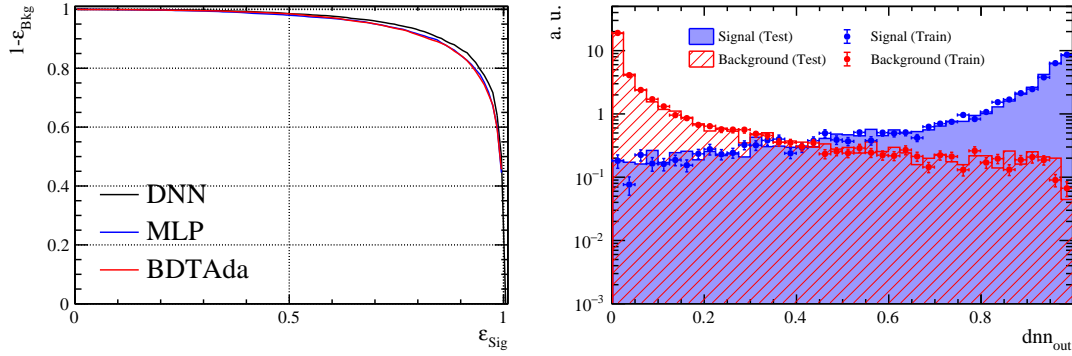 1-ε_Bkg
1
0.8
0.6
0.4
0.2
0
DNN
MLP
BDTAda
0
0.5
1
ε_Sig
a. u.
10
1
10⁻¹
10⁻²
10⁻³
Signal (Test)
Signal (Train)
Background (Test)
Background (Train)
0
0.2
0.4
0.6
0.8
dnn_out